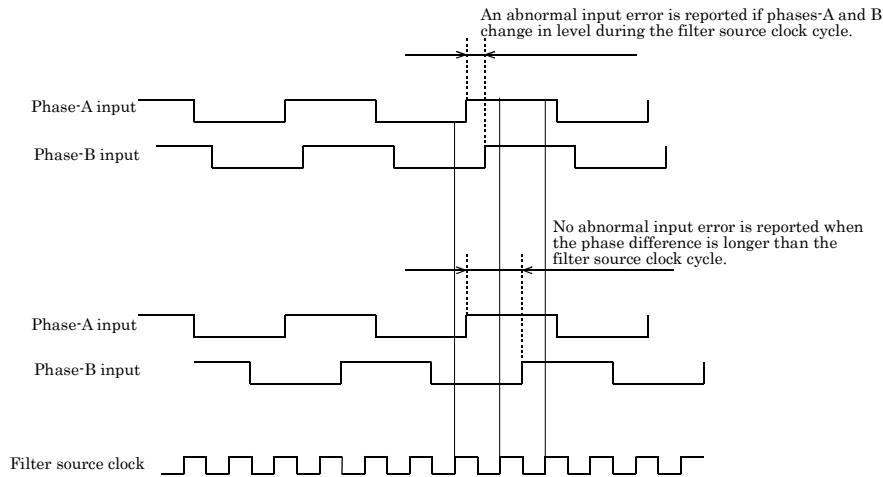 An abnormal input error is reported if phases-A and B
change in level during the filter source clock cycle.
Phase-A input
Phase-B input
No abnormal input error is reported when
the phase difference is longer than the
filter source clock cycle.
Phase-A input
Phase-B input
Filter source clock